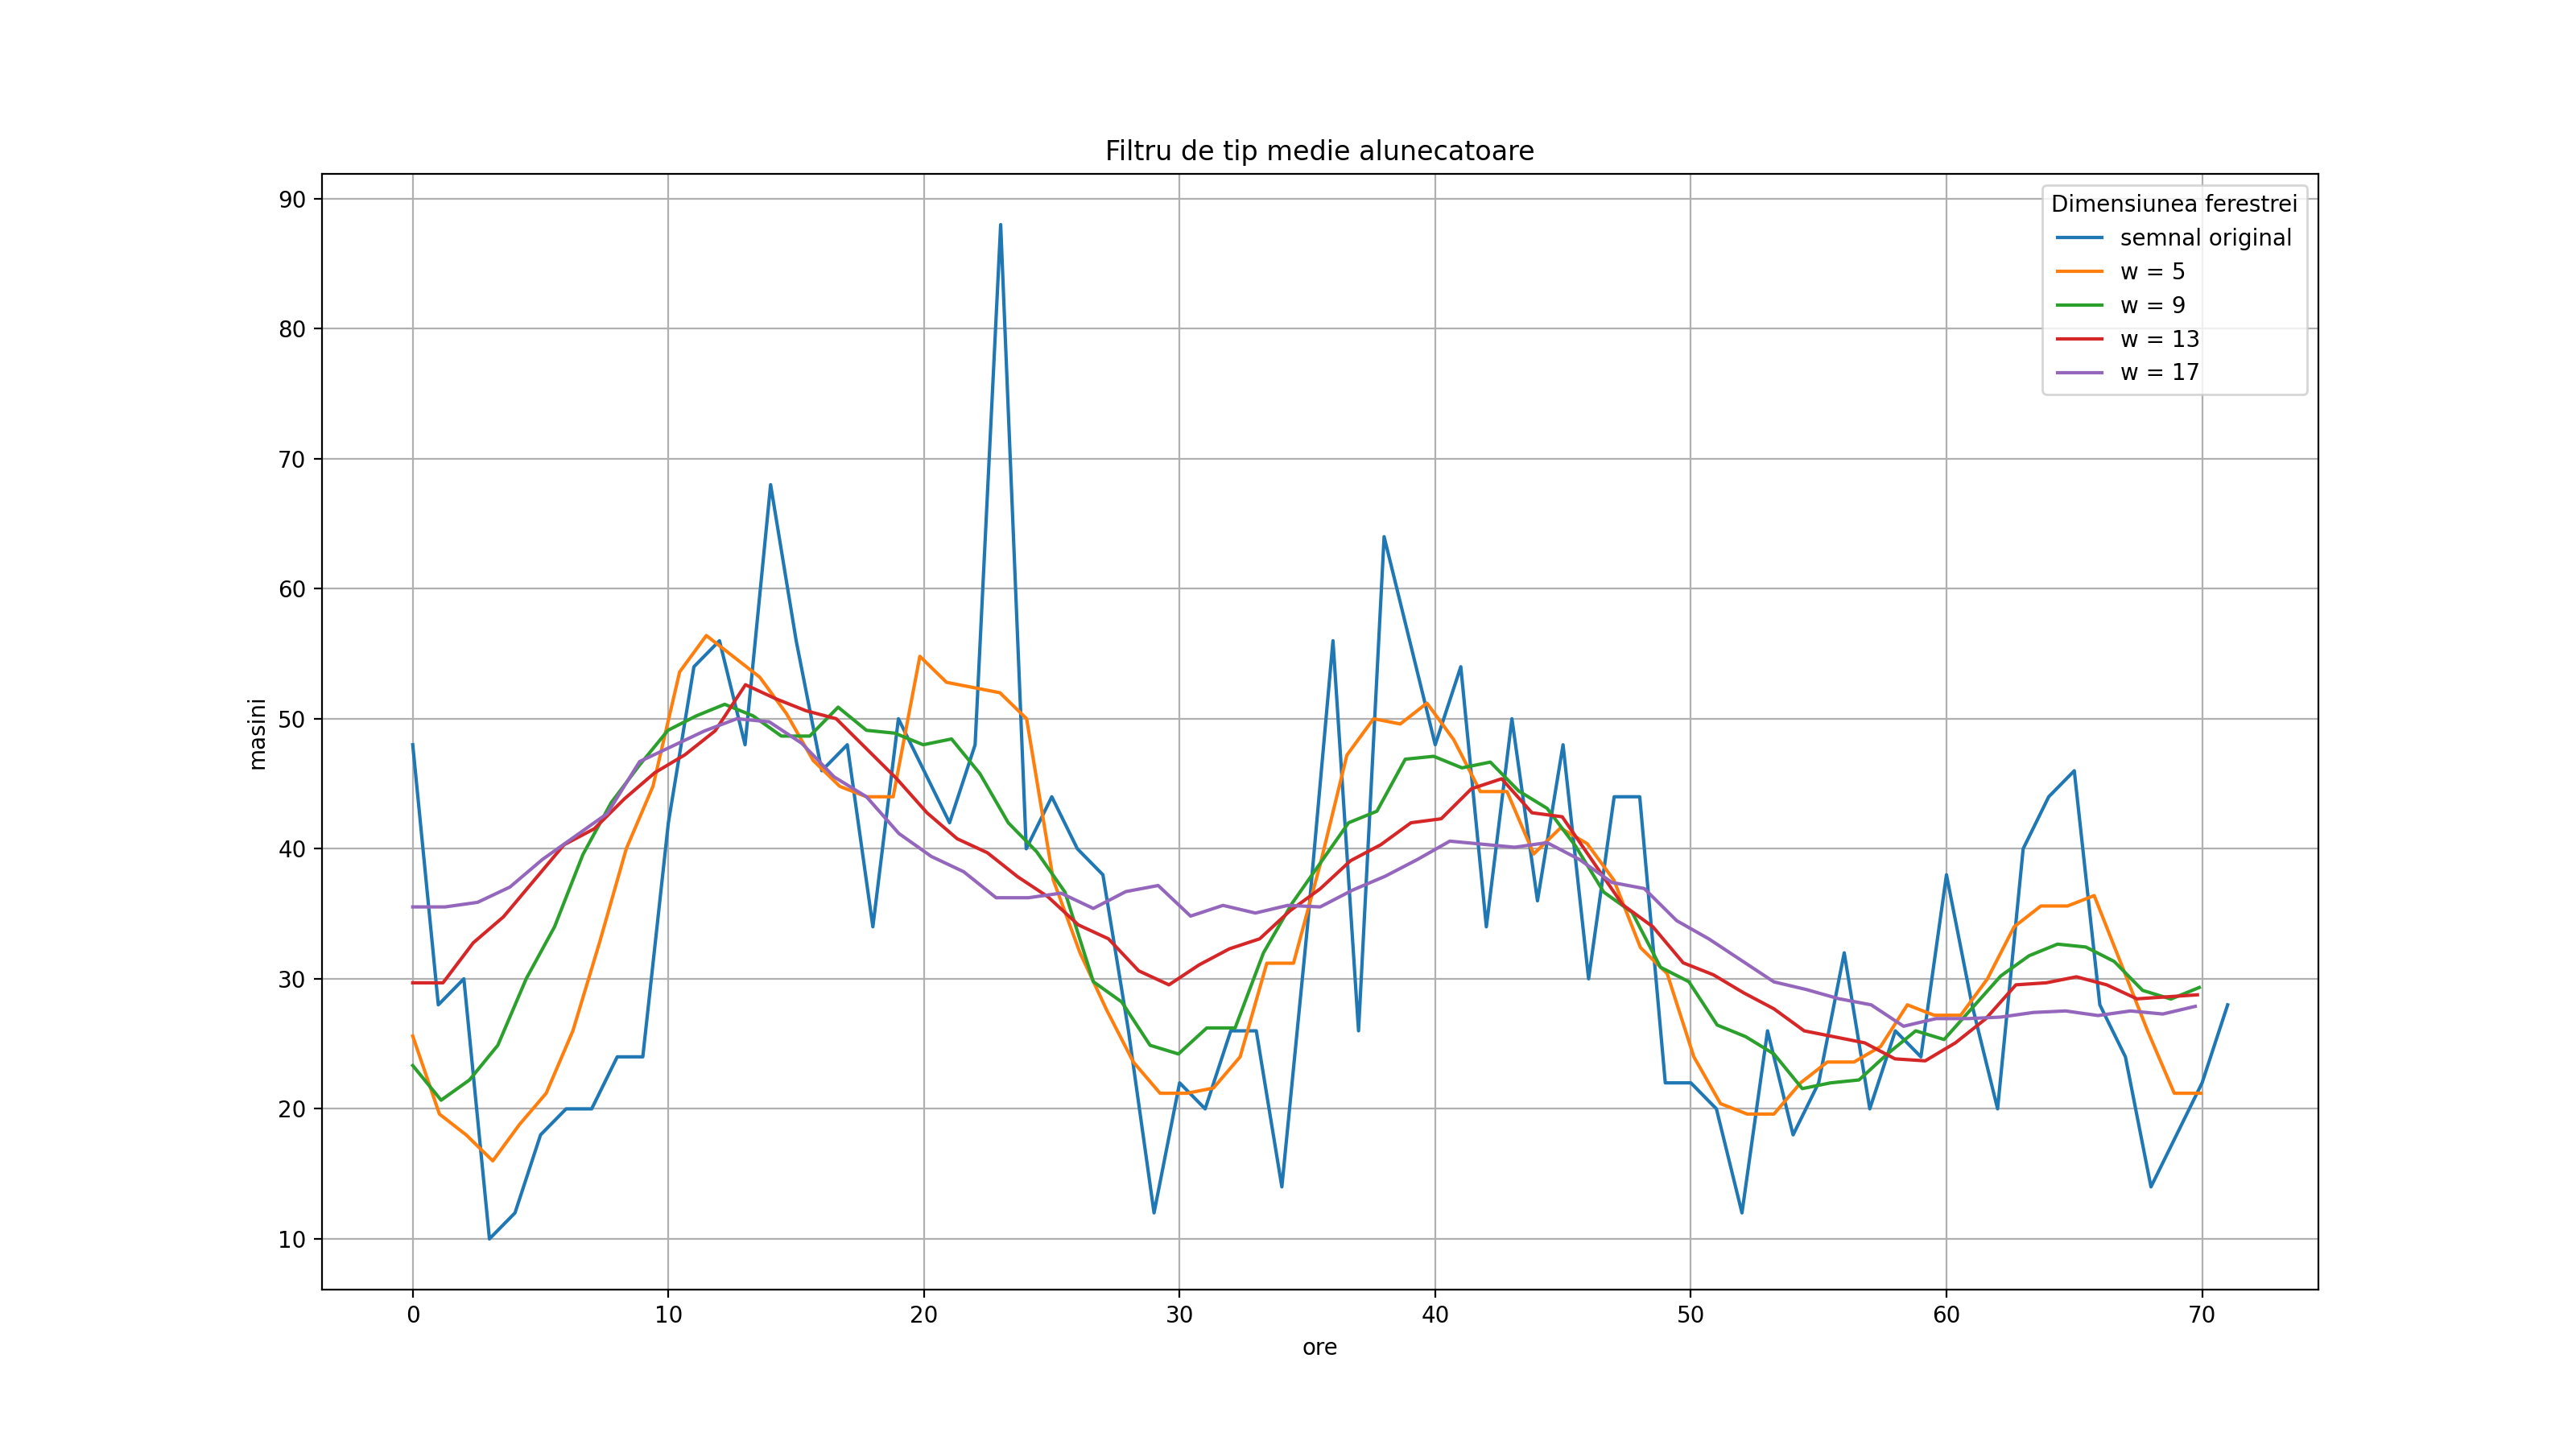 Filtru de tip medie alunecatoare
90
80
70
60
50
40
30
20
10
masini
Dimensiunea ferestrei
semnal original
w = 5
w = 9
w = 13
w = 17
0 10 20 30 40 50 60 70
ore